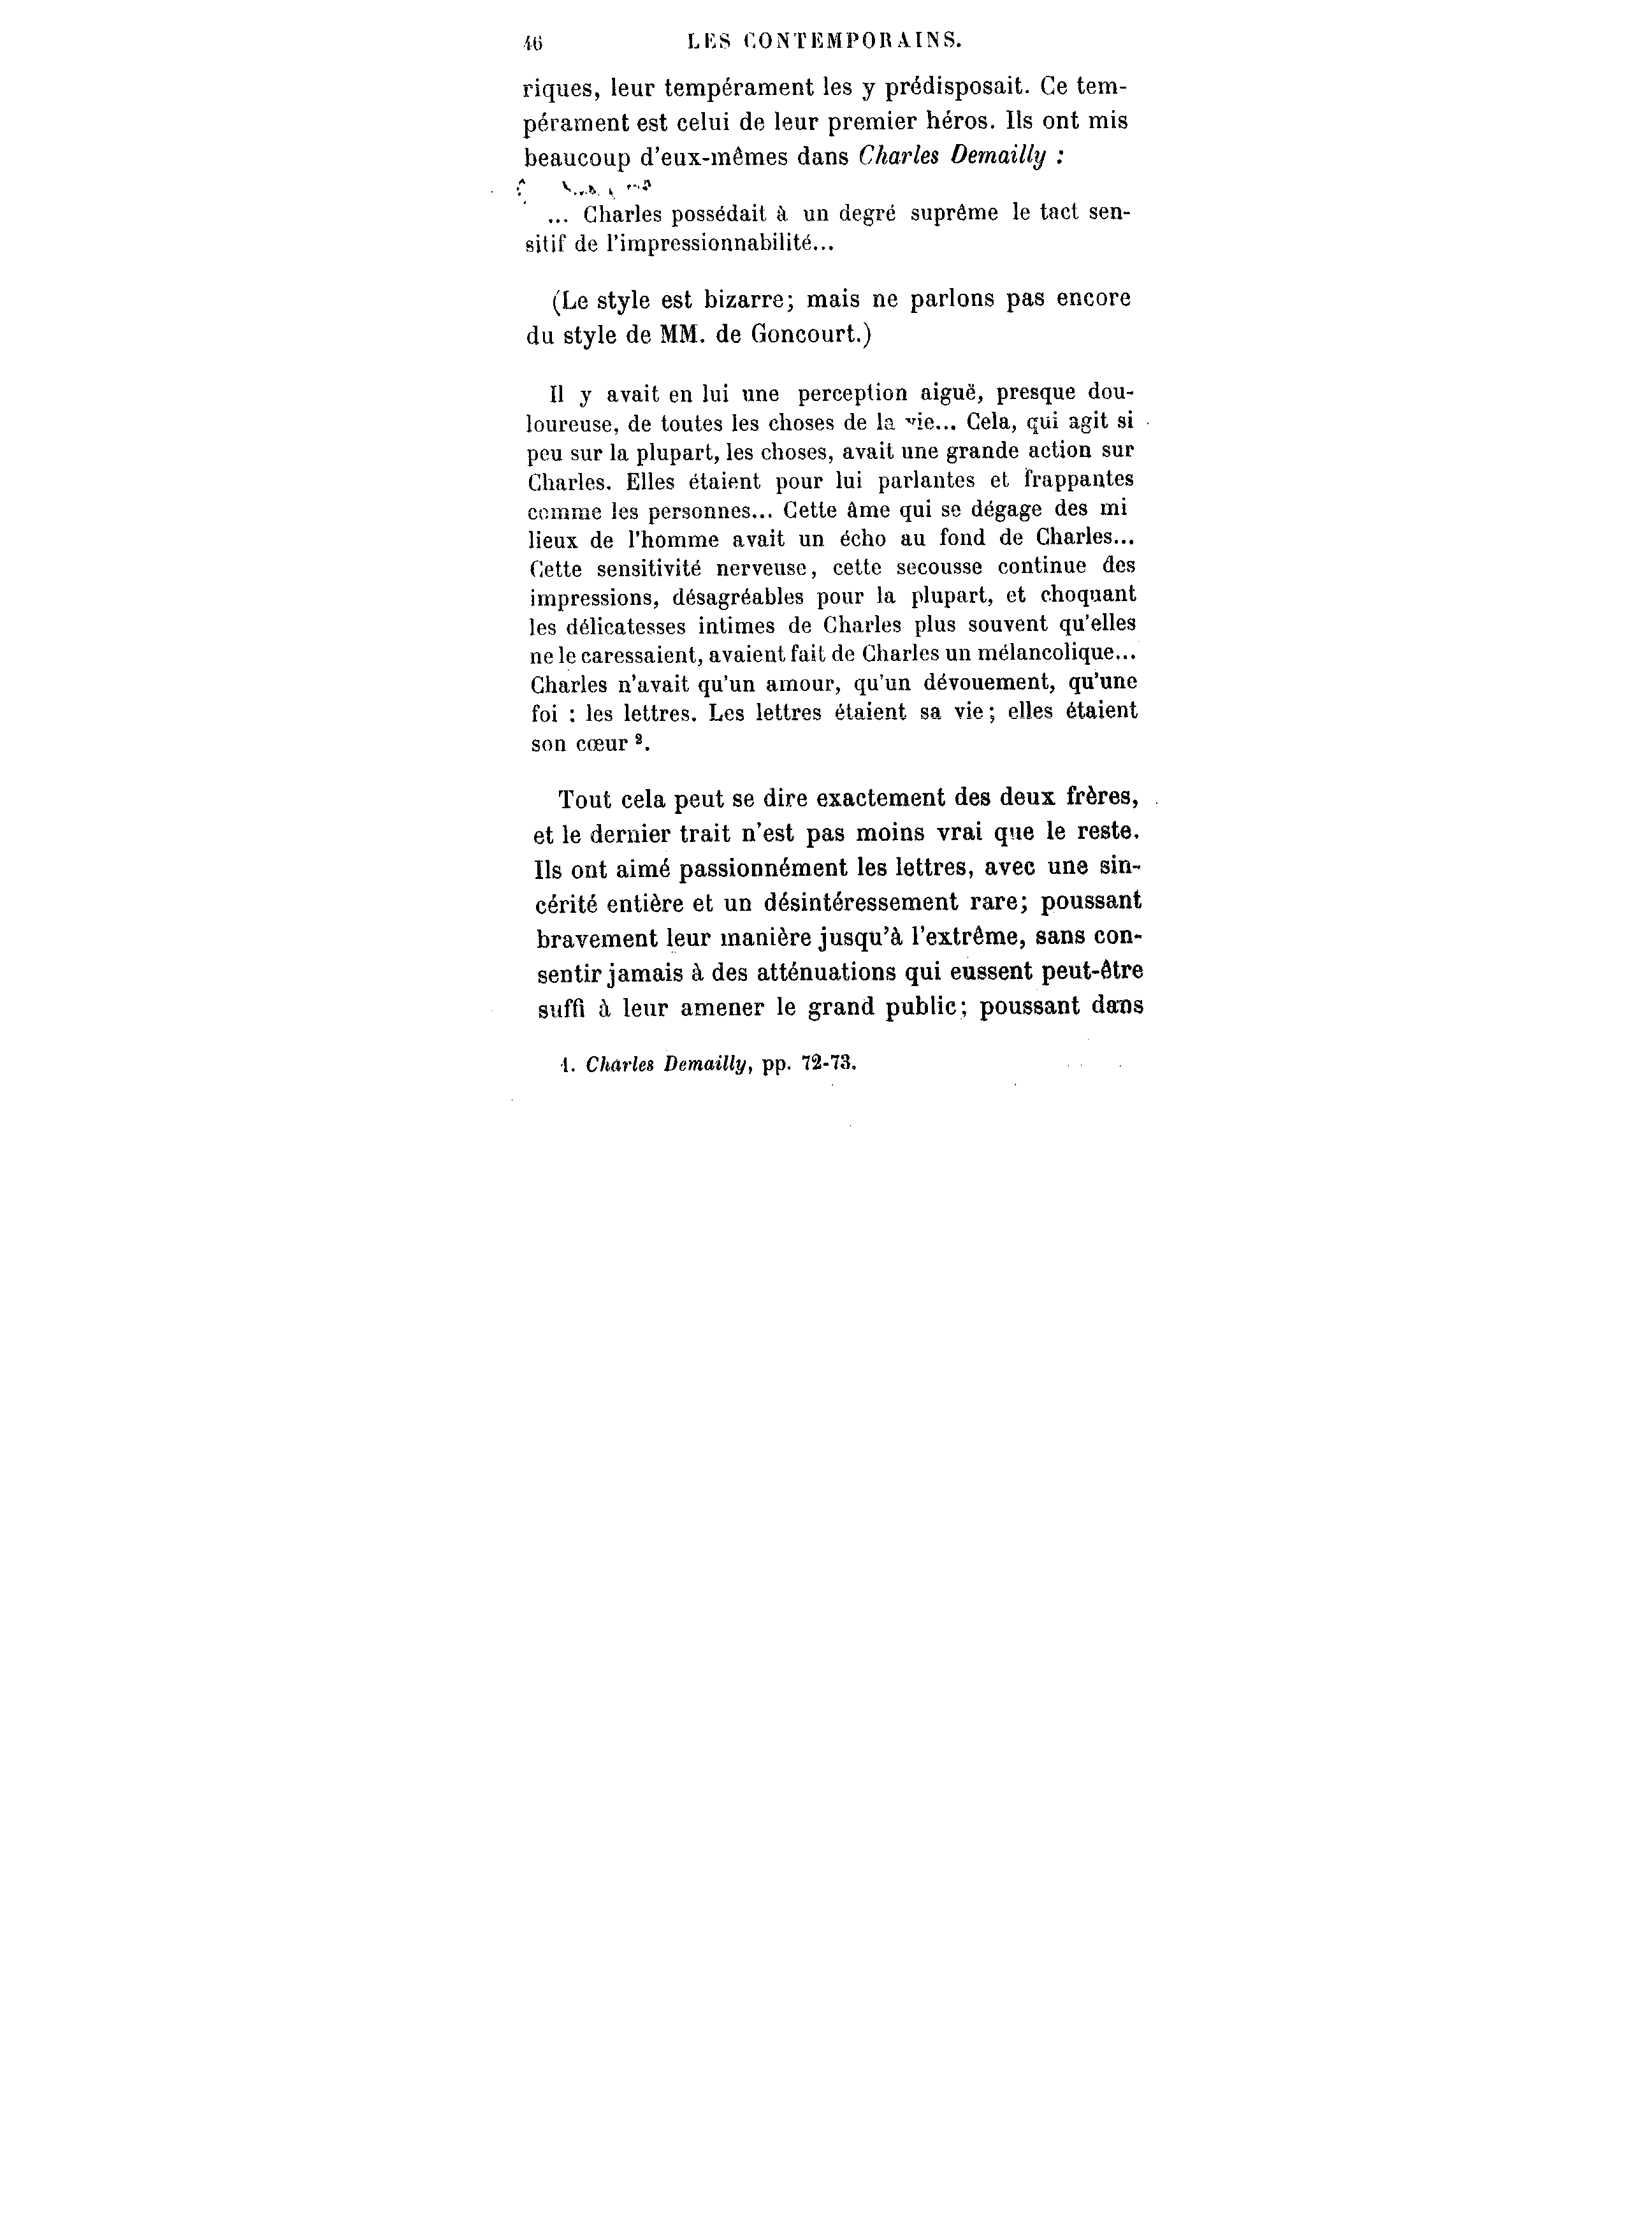 46 LES CONTEMPORAINS.
riques, leur tempérament les y prédisposait. Ce tem-
pérament est celui de leur premier héros. Ils ont mis
beaucoup d'eux-mêmes dans Charles Demailly :
... Charles possédait à un degré suprême le tact sen-
sitif de l'impressionnabilité...
(Le style est bizarre; mais ne parlons pas encore
du style de MM. de Goncourt.)
Il y avait en lui une perception aiguë, presque dou-
loureuse, de toutes les choses de la vie... Cela, qui agit si
peu sur la plupart, les choses, avait une grande action sur
Charles. Elles étaient pour lui parlantes et frappantes
comme les personnes... Cette âme qui se dégage des mi
lieux de l'homme avait un écho au fond de Charles...
Cette sensitivité nerveuse, cette secousse continue des
impressions, désagréables pour la plupart, et choquant
les délicatesses intimes de Charles plus souvent qu'elles
ne le caressaient, avaient fait de Charles un mélancolique...
Charles n'avait qu'un amour, qu'un dévouement, qu'une
foi : les lettres. Les lettres étaient sa vie; elles étaient
son cœur ².
Tout cela peut se dire exactement des deux frères,
et le dernier trait n'est pas moins vrai que le reste.
Ils ont aimé passionnément les lettres, avec une sin-
cérité entière et un désintéressement rare; poussant
bravement leur manière jusqu'à l'extrême, sans con-
sentir jamais à des atténuations qui eussent peut-être
suffi à leur amener le grand public; poussant dans
1. Charles Demailly, pp. 72-73.